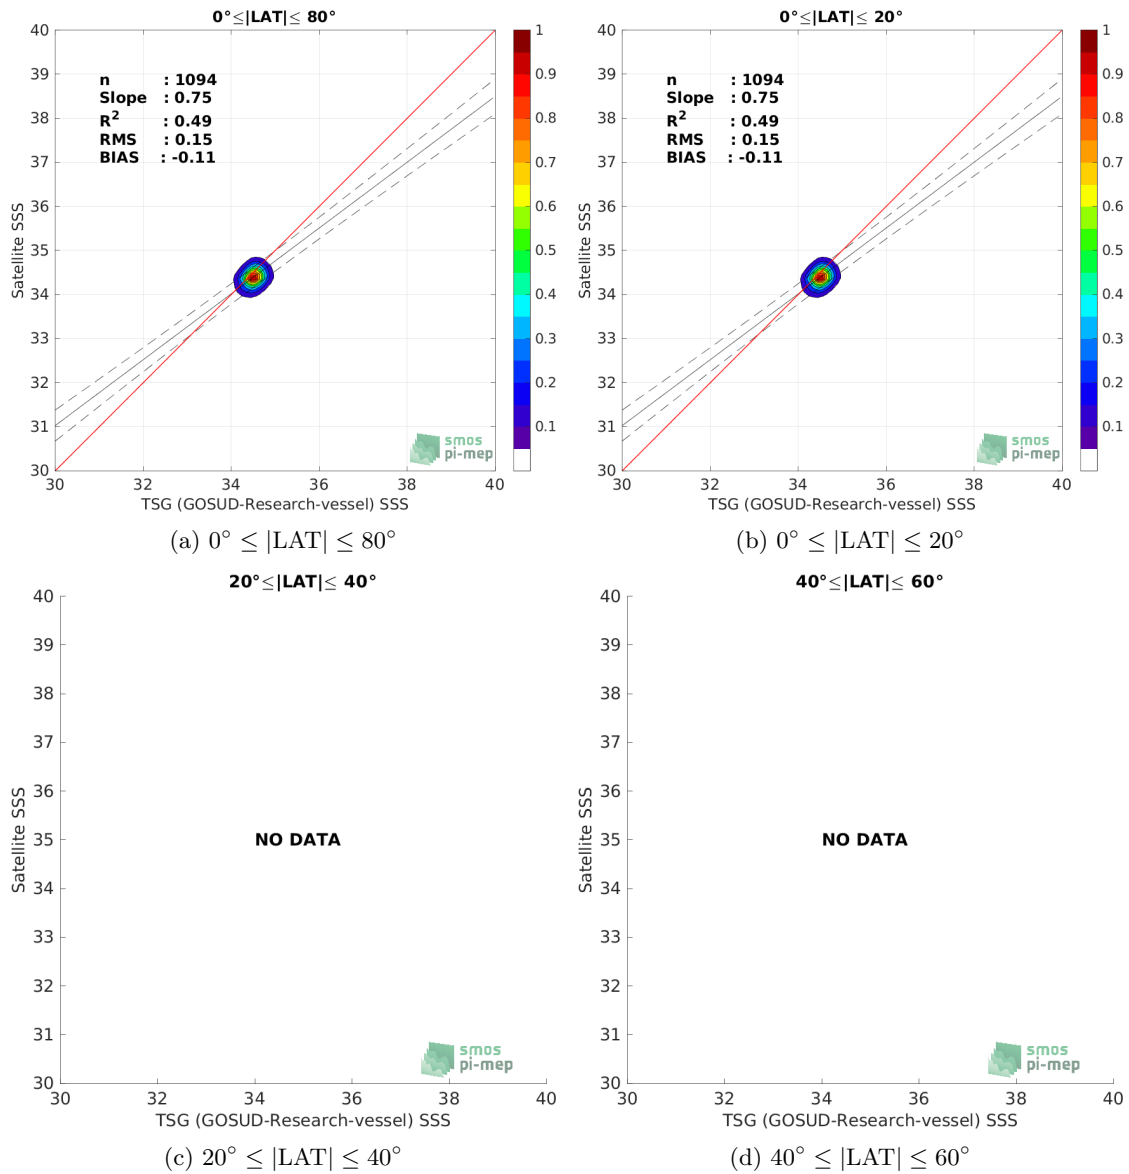 0°≤|LAT|≤ 80°
40
39
38
37
36
35
34
33
32
31
30
Satellite SSS
n : 1094
Slope : 0.75
R² : 0.49
RMS : 0.15
BIAS : -0.11
smos
pi-mep
30 32 34 36 38 40
TSG (GOSUD-Research-vessel) SSS
1
0.9
0.8
0.7
0.6
0.5
0.4
0.3
0.2
0.1
(a) 0° ≤ |LAT| ≤ 80°
0°≤|LAT|≤ 20°
40
39
38
37
36
35
34
33
32
31
30
Satellite SSS
n : 1094
Slope : 0.75
R² : 0.49
RMS : 0.15
BIAS : -0.11
smos
pi-mep
30 32 34 36 38 40
TSG (GOSUD-Research-vessel) SSS
1
0.9
0.8
0.7
0.6
0.5
0.4
0.3
0.2
0.1
(b) 0° ≤ |LAT| ≤ 20°
20°≤|LAT|≤ 40°
40
39
38
37
36
35
34
33
32
31
30
Satellite SSS
NO DATA
smos
pi-mep
30 32 34 36 38 40
TSG (GOSUD-Research-vessel) SSS
(c) 20° ≤ |LAT| ≤ 40°
40°≤|LAT|≤ 60°
40
39
38
37
36
35
34
33
32
31
30
Satellite SSS
NO DATA
smos
pi-mep
30 32 34 36 38 40
TSG (GOSUD-Research-vessel) SSS
(d) 40° ≤ |LAT| ≤ 60°